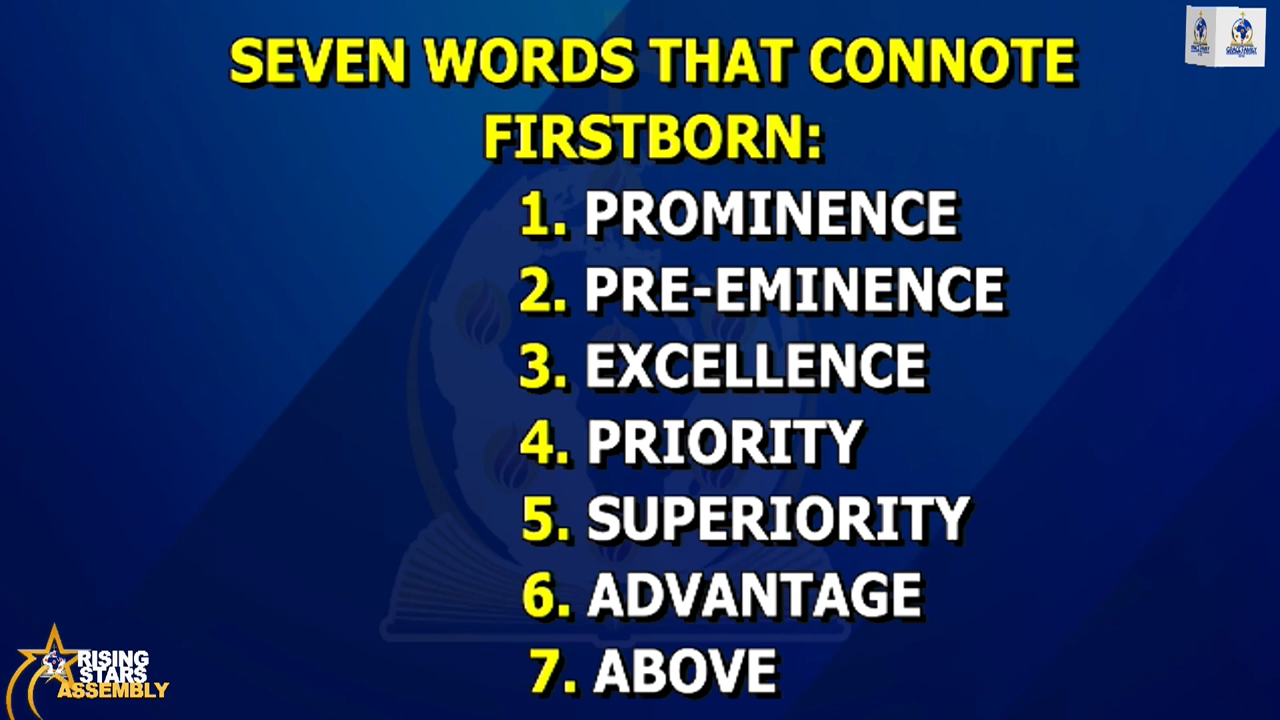 SEVEN WORDS THAT CONNOTE
FIRSTBORN:
1. PROMINENCE
2. PRE-EMINENCE
3. EXCELLENCE
4. PRIORITY
5. SUPERIORITY
6. ADVANTAGE
7. ABOVE
RISING
STARS
ASSEMBLY